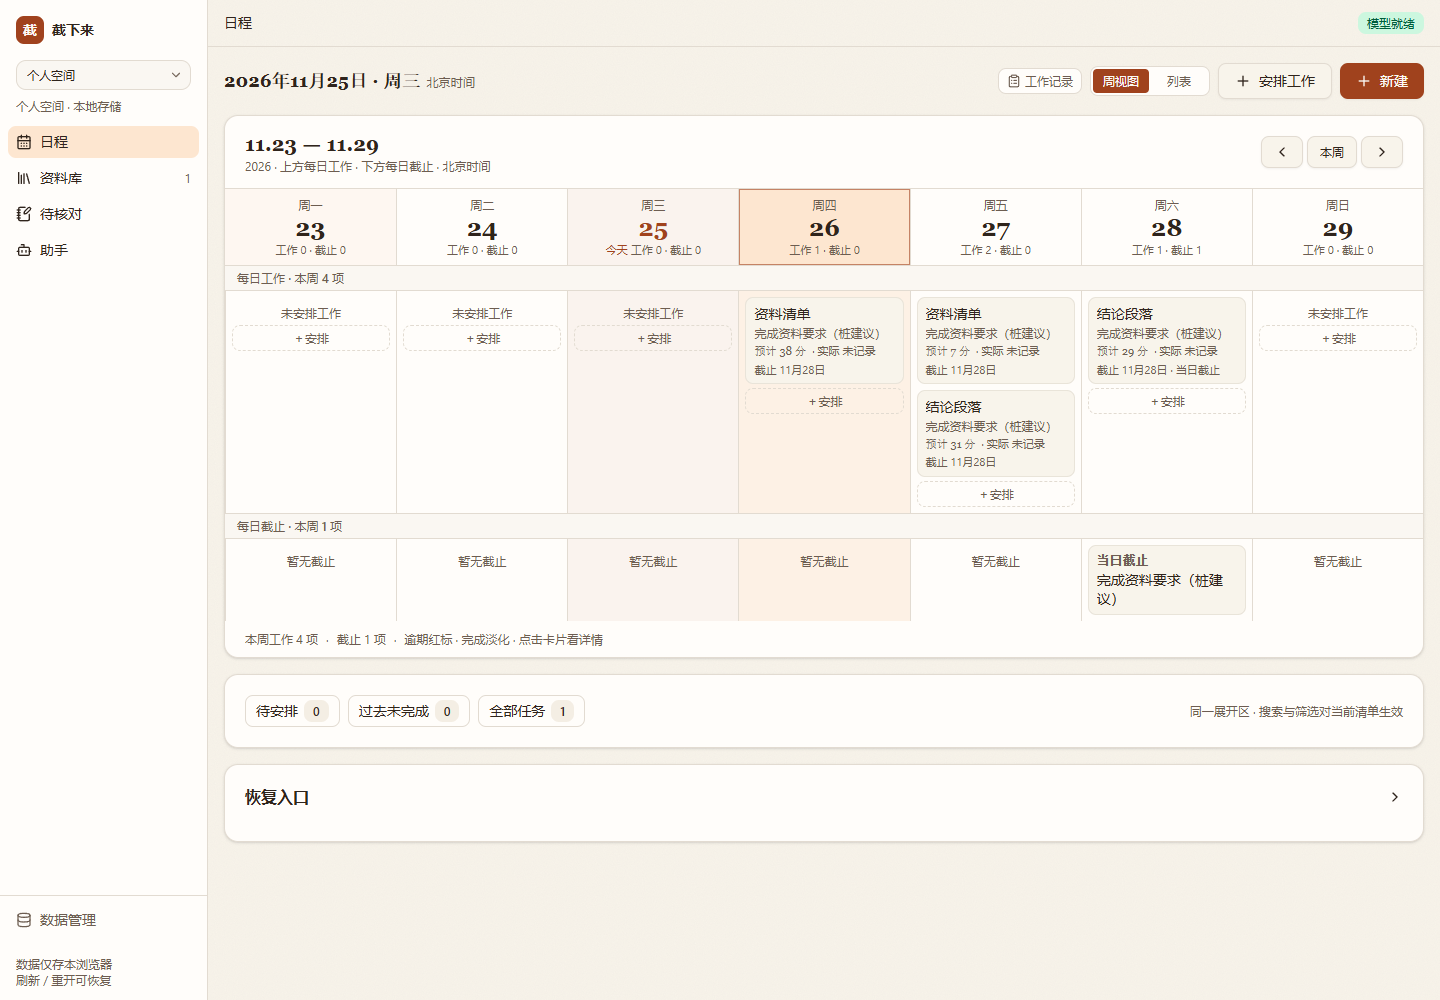 截 截下来
个人空间
个人空间 · 本地存储
日程
资料库 1
待核对
助手
数据管理
数据仅存本浏览器
刷新 / 重开可恢复
日程
模型就绪
2026年11月25日 · 周三 北京时间
工作记录
周视图 列表
+ 安排工作
+ 新建
11.23 — 11.29
2026 · 上方每日工作 · 下方每日截止 · 北京时间
本周
周一
23
工作 0 · 截止 0
周二
24
工作 0 · 截止 0
周三
25
今天 工作 0 · 截止 0
周四
26
工作 1 · 截止 0
周五
27
工作 2 · 截止 0
周六
28
工作 1 · 截止 1
周日
29
工作 0 · 截止 0
每日工作 · 本周 4 项
未安排工作
+ 安排
未安排工作
+ 安排
未安排工作
+ 安排
资料清单
完成资料要求（桩建议）
预计 38 分 · 实际 未记录
截止 11月28日
+ 安排
资料清单
完成资料要求（桩建议）
预计 7 分 · 实际 未记录
截止 11月28日
结论段落
完成资料要求（桩建议）
预计 31 分 · 实际 未记录
截止 11月28日
+ 安排
结论段落
完成资料要求（桩建议）
预计 29 分 · 实际 未记录
截止 11月28日 · 当日截止
+ 安排
未安排工作
+ 安排
每日截止 · 本周 1 项
暂无截止
暂无截止
暂无截止
暂无截止
暂无截止
当日截止
完成资料要求（桩建
议）
暂无截止
本周工作 4 项 · 截止 1 项 · 逾期红标 · 完成淡化 · 点击卡片看详情
待安排 0
过去未完成 0
全部任务 1
同一展开区 · 搜索与筛选对当前清单生效
恢复入口